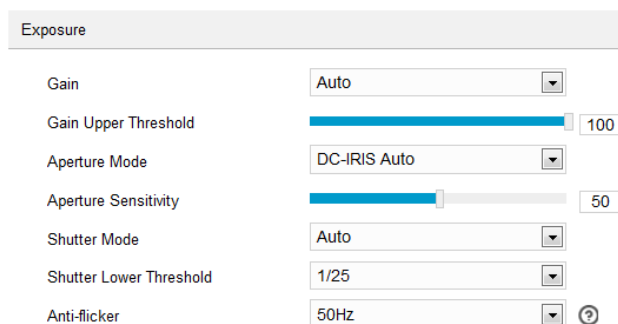 Exposure
Gain Auto
Gain Upper Threshold 100
Aperture Mode DC-IRIS Auto
Aperture Sensitivity 50
Shutter Mode Auto
Shutter Lower Threshold 1/25
Anti-flicker 50Hz ?